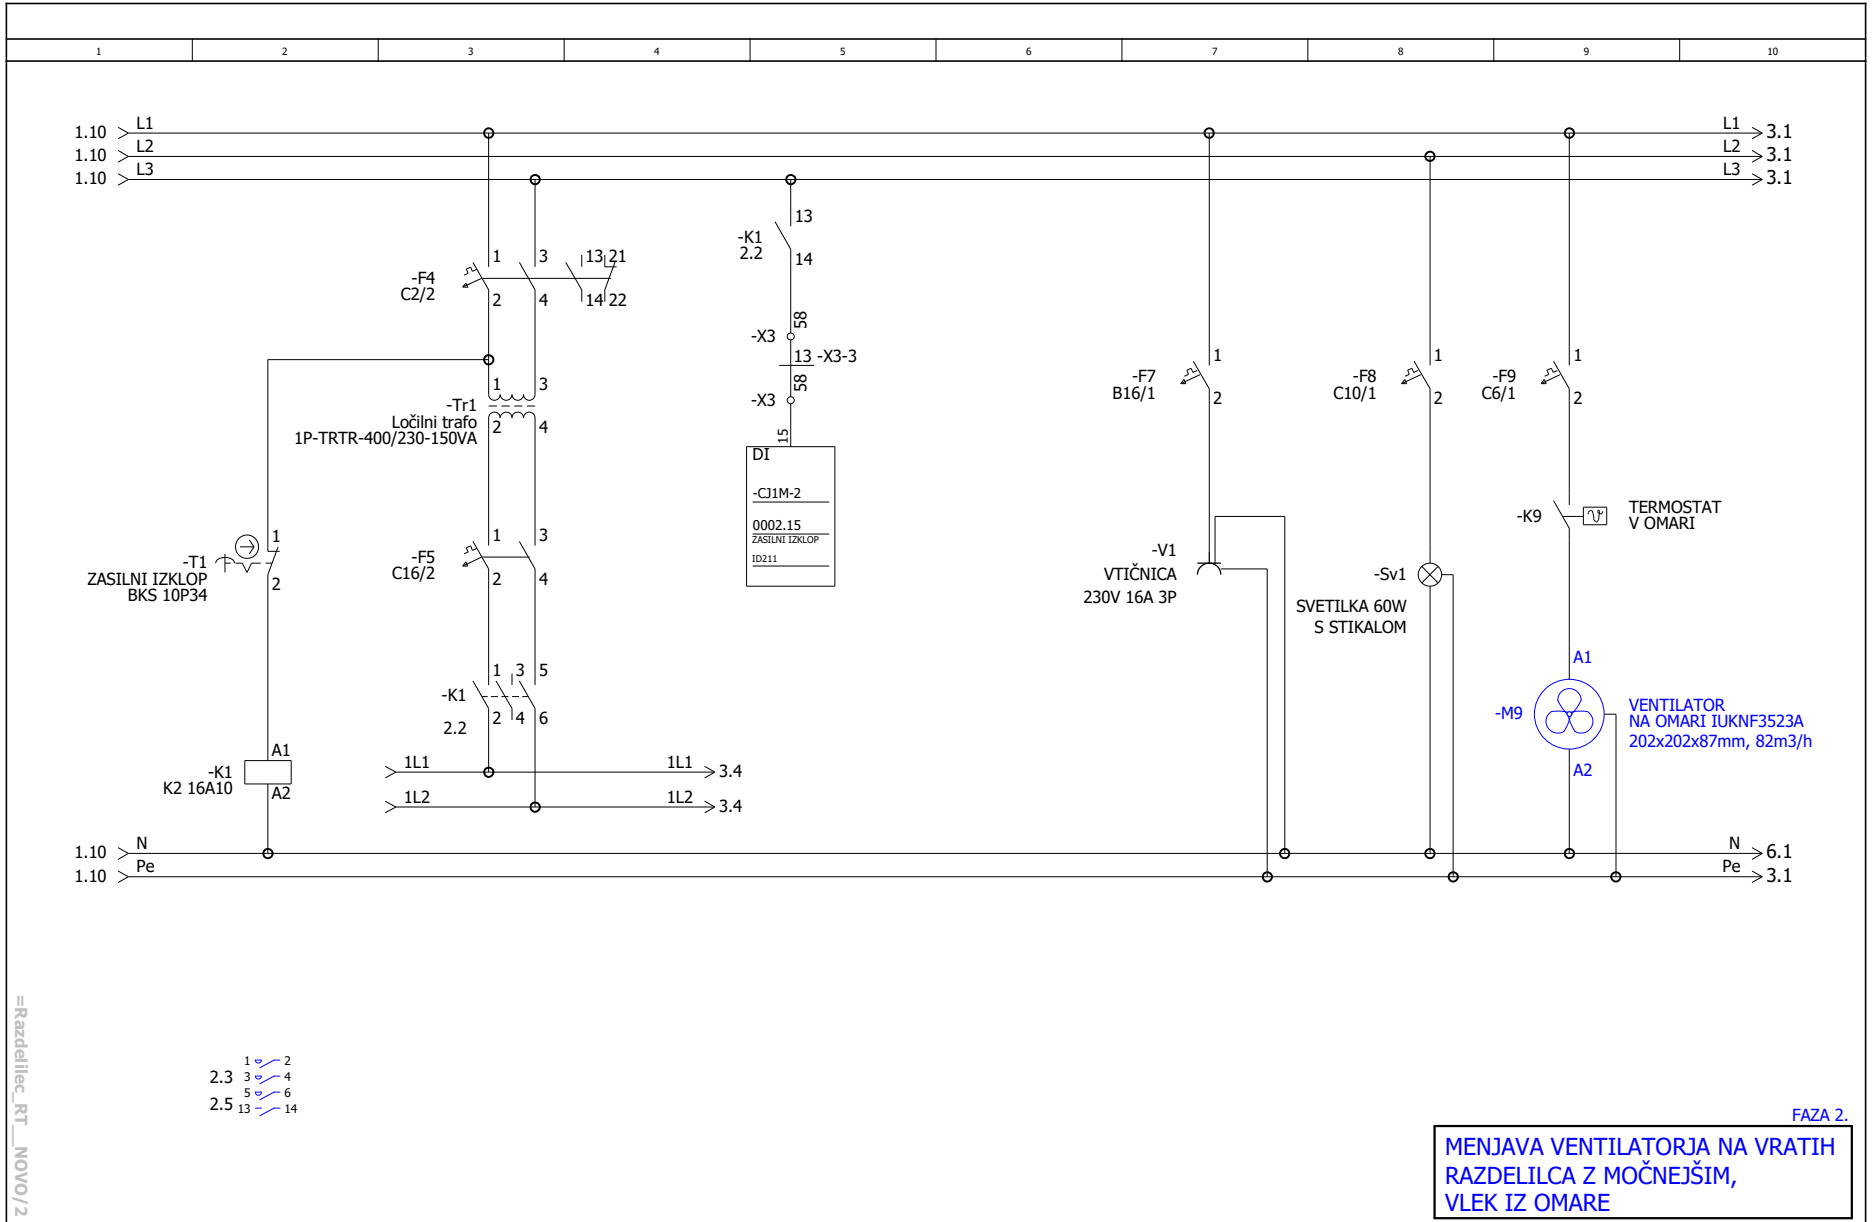 1 2 3 4 5 6 7 8 9 10
1.10 L1 L1 3.1
1.10 L2 L2 3.1
1.10 L3 L3 3.1
-F4
C2/2
1 3 13 21
2 4 14 22
-K1
2.2
13
14
-X3
58
13 -X3-3
58
-X3
15
DI
-CJ1M-2
0002.15
ZASILNI IZKLOP
ID211
1 3
-Tr1
Ločilni trafo
1P-TRTR-400/230-150VA
2 4
-T1
ZASILNI IZKLOP
BKS 10P34
1
2
-F5
C16/2
1 3
2 4
-K1
2.2
1 3 5
2 4 6
-K1
K2 16A10
A1
A2
1L1 1L1 3.4
1L2 1L2 3.4
-F7
B16/1
1
2
-F8
C10/1
1
2
-F9
C6/1
1
2
-V1
VTIČNICA
230V 16A 3P
-Sv1
SVETILKA 60W
S STIKALOM
-K9
TERMOSTAT
V OMARI
A1
-M9
VENTILATOR
NA OMARI IUKNF3523A
202x202x87mm, 82m3/h
A2
1.10 N N 6.1
1.10 Pe Pe 3.1
=Razdelilec_RT__NOVO/2
1 2
2.3 3 4
5 6
2.5 13 14
FAZA 2.
MENJAVA VENTILATORJA NA VRATIH
RAZDELILCA Z MOČNEJŠIM,
VLEK IZ OMARE